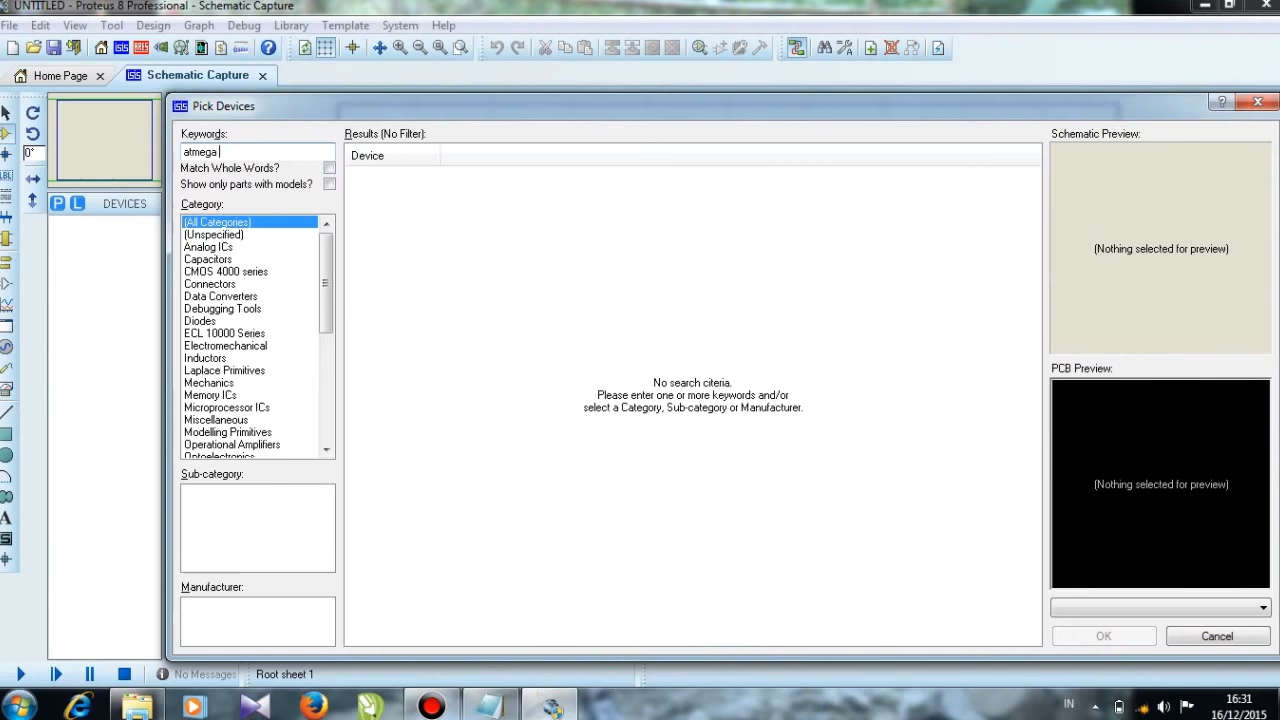 UNTITLED - Proteus 8 Professional - Schematic Capture
File Edit View Tool Design Graph Debug Library Template System Help
Home Page
Schematic Capture
Pick Devices
Keywords:
atmega
Match Whole Words?
Show only parts with models?
Category:
(All Categories)
(Unspecified)
Analog ICs
Capacitors
CMOS 4000 series
Connectors
Data Converters
Debugging Tools
Diodes
ECL 10000 Series
Electromechanical
Inductors
Laplace Primitives
Mechanics
Memory ICs
Microprocessor ICs
Miscellaneous
Modelling Primitives
Operational Amplifiers
Optoelectronics
Sub-category:
Manufacturer:
Results (No Filter):
Device
No search citeria.
Please enter one or more keywords and/or
select a Category, Sub-category or Manufacturer.
Schematic Preview:
(Nothing selected for preview)
PCB Preview:
(Nothing selected for preview)
OK
Cancel
0°
P L DEVICES
No Messages
Root sheet 1
IN
16:31
16/12/2015